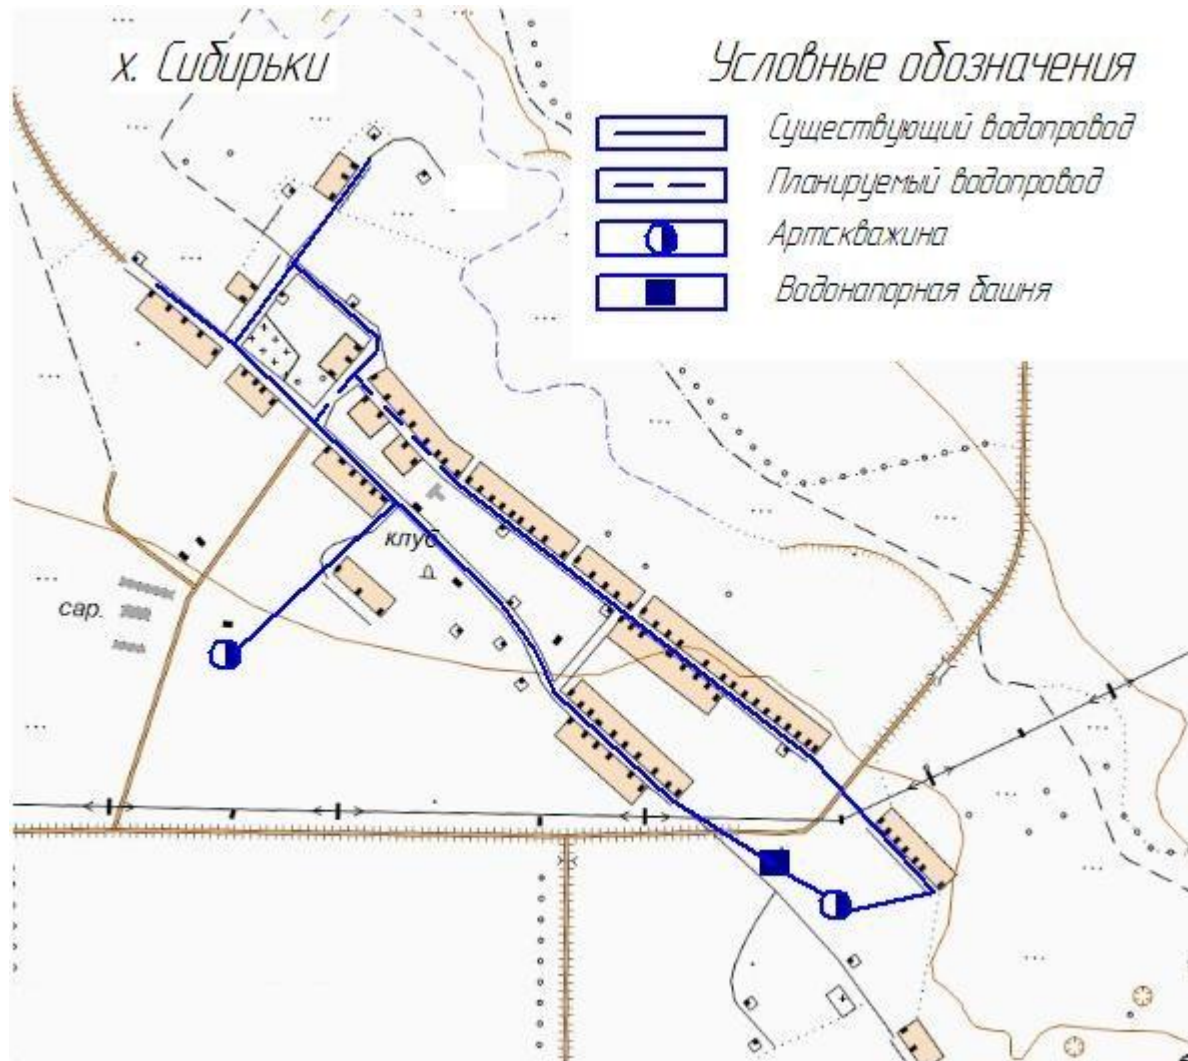 х. Сибирьки
Условные обозначения
Существующий водопровод
Планируемый водопровод
Артскважина
Водонапорная башня
клуб
сар.